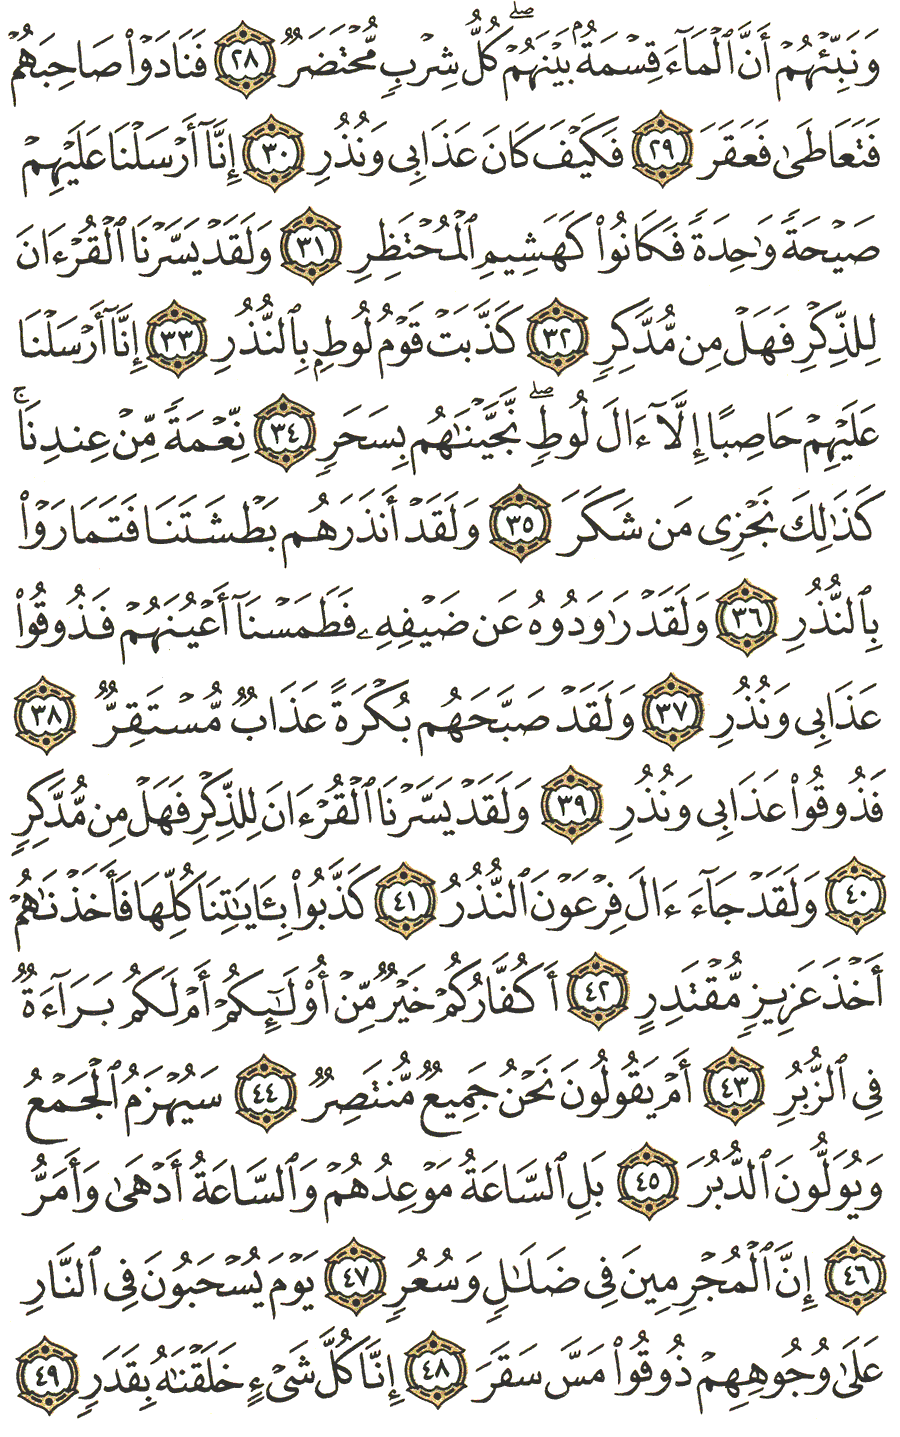 وَنَبِّئْهُمْ أَنَّ ٱلْمَآءَ قِسْمَةٌۢ بَيْنَهُمْۖ كُلُّ شِرْبٍ مُّحْتَضَرٌ ٢٨ فَنَادَوْا۟ صَاحِبَهُمْ
فَتَعَاطَىٰ فَعَقَرَ ٢٩ فَكَيْفَ كَانَ عَذَابِى وَنُذُرِ ٣٠ إِنَّآ أَرْسَلْنَا عَلَيْهِمْ
صَيْحَةً وَٰحِدَةً فَكَانُوا۟ كَهَشِيمِ ٱلْمُحْتَظِرِ ٣١ وَلَقَدْ يَسَّرْنَا ٱلْقُرْءَانَ
لِلذِّكْرِ فَهَلْ مِن مُّدَّكِرٍ ٣٢ كَذَّبَتْ قَوْمُ لُوطٍۭ بِٱلنُّذُرِ ٣٣ إِنَّآ أَرْسَلْنَا
عَلَيْهِمْ حَاصِبًا إِلَّآ ءَالَ لُوطٍۖ نَّجَّيْنَٰهُم بِسَحَرٍ ٣٤ نِّعْمَةً مِّنْ عِندِنَاۚ
كَذَٰلِكَ نَجْزِى مَن شَكَرَ ٣٥ وَلَقَدْ أَنذَرَهُم بَطْشَتَنَا فَتَمَارَوْا۟
بِٱلنُّذُرِ ٣٦ وَلَقَدْ رَٰوَدُوهُ عَن ضَيْفِهِۦ فَطَمَسْنَآ أَعْيُنَهُمْ فَذُوقُوا۟
عَذَابِى وَنُذُرِ ٣٧ وَلَقَدْ صَبَّحَهُم بُكْرَةً عَذَابٌ مُّسْتَقِرٌّ ٣٨
فَذُوقُوا۟ عَذَابِى وَنُذُرِ ٣٩ وَلَقَدْ يَسَّرْنَا ٱلْقُرْءَانَ لِلذِّكْرِ فَهَلْ مِن مُّدَّكِرٍ
٤٠ وَلَقَدْ جَآءَ ءَالَ فِرْعَوْنَ ٱلنُّذُرُ ٤١ كَذَّبُوا۟ بِـَٔايَٰتِنَا كُلِّهَا فَأَخَذْنَٰهُمْ
أَخْذَ عَزِيزٍ مُّقْتَدِرٍ ٤٢ أَكُفَّارُكُمْ خَيْرٌ مِّنْ أُو۟لَٰٓئِكُمْ أَمْ لَكُم بَرَآءَةٌ
فِى ٱلزُّبُرِ ٤٣ أَمْ يَقُولُونَ نَحْنُ جَمِيعٌ مُّنتَصِرٌ ٤٤ سَيُهْزَمُ ٱلْجَمْعُ
وَيُوَلُّونَ ٱلدُّبُرَ ٤٥ بَلِ ٱلسَّاعَةُ مَوْعِدُهُمْ وَٱلسَّاعَةُ أَدْهَىٰ وَأَمَرُّ
٤٦ إِنَّ ٱلْمُجْرِمِينَ فِى ضَلَٰلٍ وَسُعُرٍ ٤٧ يَوْمَ يُسْحَبُونَ فِى ٱلنَّارِ
عَلَىٰ وُجُوهِهِمْ ذُوقُوا۟ مَسَّ سَقَرَ ٤٨ إِنَّا كُلَّ شَىْءٍ خَلَقْنَٰهُ بِقَدَرٍ ٤٩